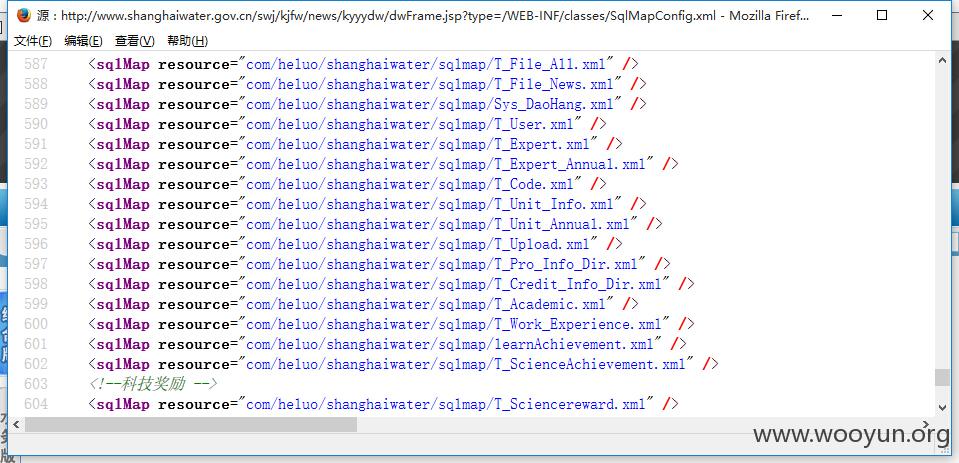 源：http://www.shanghaiwater.gov.cn/swj/kjfw/news/kyyydw/dwFrame.jsp?type=/WEB-INF/classes/SqlMapConfig.xml - Mozilla Firef...
文件(F) 编辑(E) 查看(V) 帮助(H)
587 <sqlMap resource="com/heluo/shanghaiwater/sqlmap/T_File_All.xml" />
588 <sqlMap resource="com/heluo/shanghaiwater/sqlmap/T_File_News.xml" />
589 <sqlMap resource="com/heluo/shanghaiwater/sqlmap/Sys_DaoHang.xml" />
590 <sqlMap resource="com/heluo/shanghaiwater/sqlmap/T_User.xml" />
591 <sqlMap resource="com/heluo/shanghaiwater/sqlmap/T_Expert.xml" />
592 <sqlMap resource="com/heluo/shanghaiwater/sqlmap/T_Expert_Annual.xml" />
593 <sqlMap resource="com/heluo/shanghaiwater/sqlmap/T_Code.xml" />
594 <sqlMap resource="com/heluo/shanghaiwater/sqlmap/T_Unit_Info.xml" />
595 <sqlMap resource="com/heluo/shanghaiwater/sqlmap/T_Unit_Annual.xml" />
596 <sqlMap resource="com/heluo/shanghaiwater/sqlmap/T_Upload.xml" />
597 <sqlMap resource="com/heluo/shanghaiwater/sqlmap/T_Pro_Info_Dir.xml" />
598 <sqlMap resource="com/heluo/shanghaiwater/sqlmap/T_Credit_Info_Dir.xml" />
599 <sqlMap resource="com/heluo/shanghaiwater/sqlmap/T_Academic.xml" />
600 <sqlMap resource="com/heluo/shanghaiwater/sqlmap/T_Work_Experience.xml" />
601 <sqlMap resource="com/heluo/shanghaiwater/sqlmap/learnAchievement.xml" />
602 <sqlMap resource="com/heluo/shanghaiwater/sqlmap/T_ScienceAchievement.xml" />
603 <!--科技奖励 -->
604 <sqlMap resource="com/heluo/shanghaiwater/sqlmap/T_Sciencereward.xml" />
www.wooyun.org